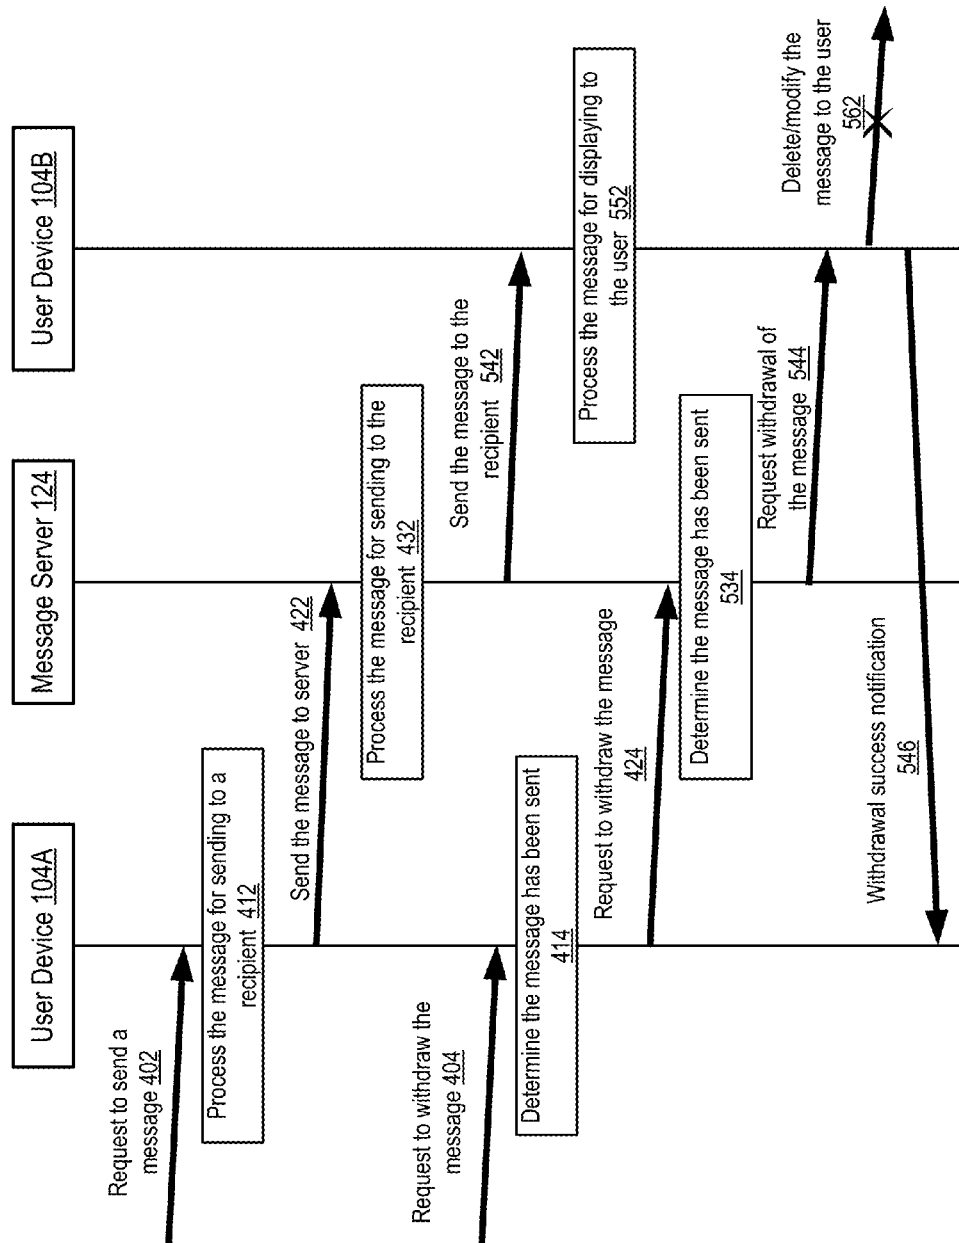 User Device 104A
Message Server 124
User Device 104B
Request to send a
message 402
Process the message for sending to a
recipient 412
Send the message to server 422
Process the message for sending to the
recipient 432
Request to withdraw the
message 404
Send the message to the
recipient 542
Determine the message has been sent
414
Process the message for displaying to
the user 552
Request to withdraw the message
424
Determine the message has been sent
534
Request withdrawal of
the message 544
Delete/modify the
message to the user
562
Withdrawal success notification
546